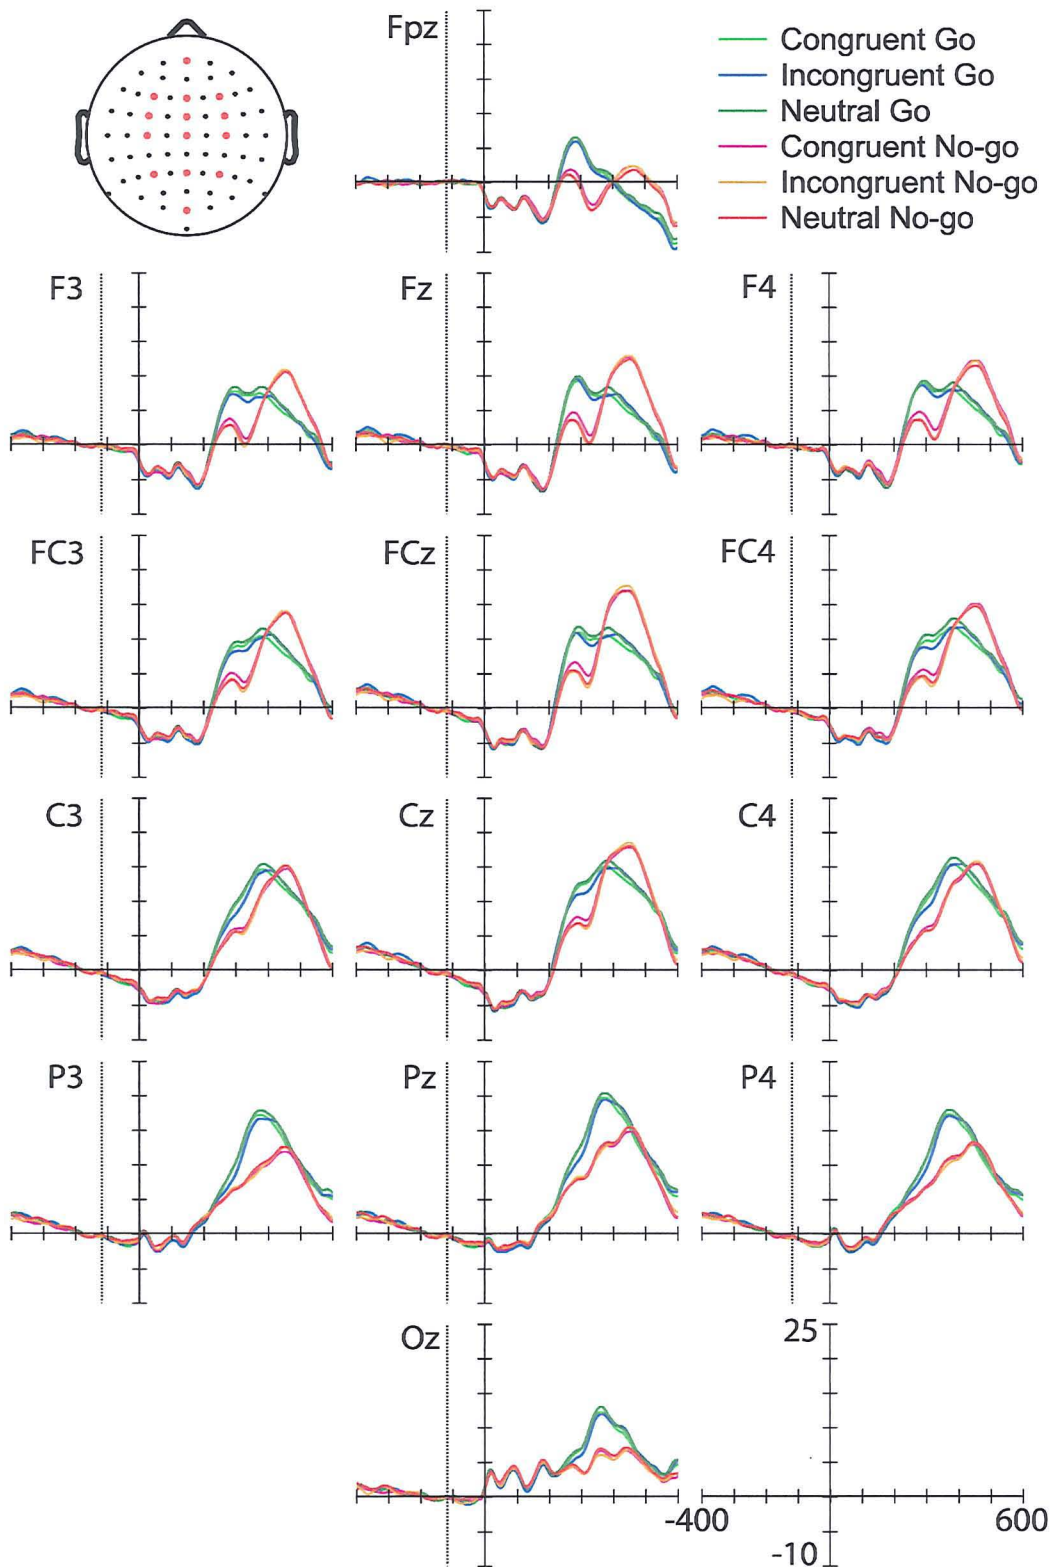 Fpz
Congruent Go
Incongruent Go
Neutral Go
Congruent No-go
Incongruent No-go
Neutral No-go
F3
Fz
F4
FC3
FCz
FC4
C3
Cz
C4
P3
Pz
P4
Oz
25
-400
600
-10